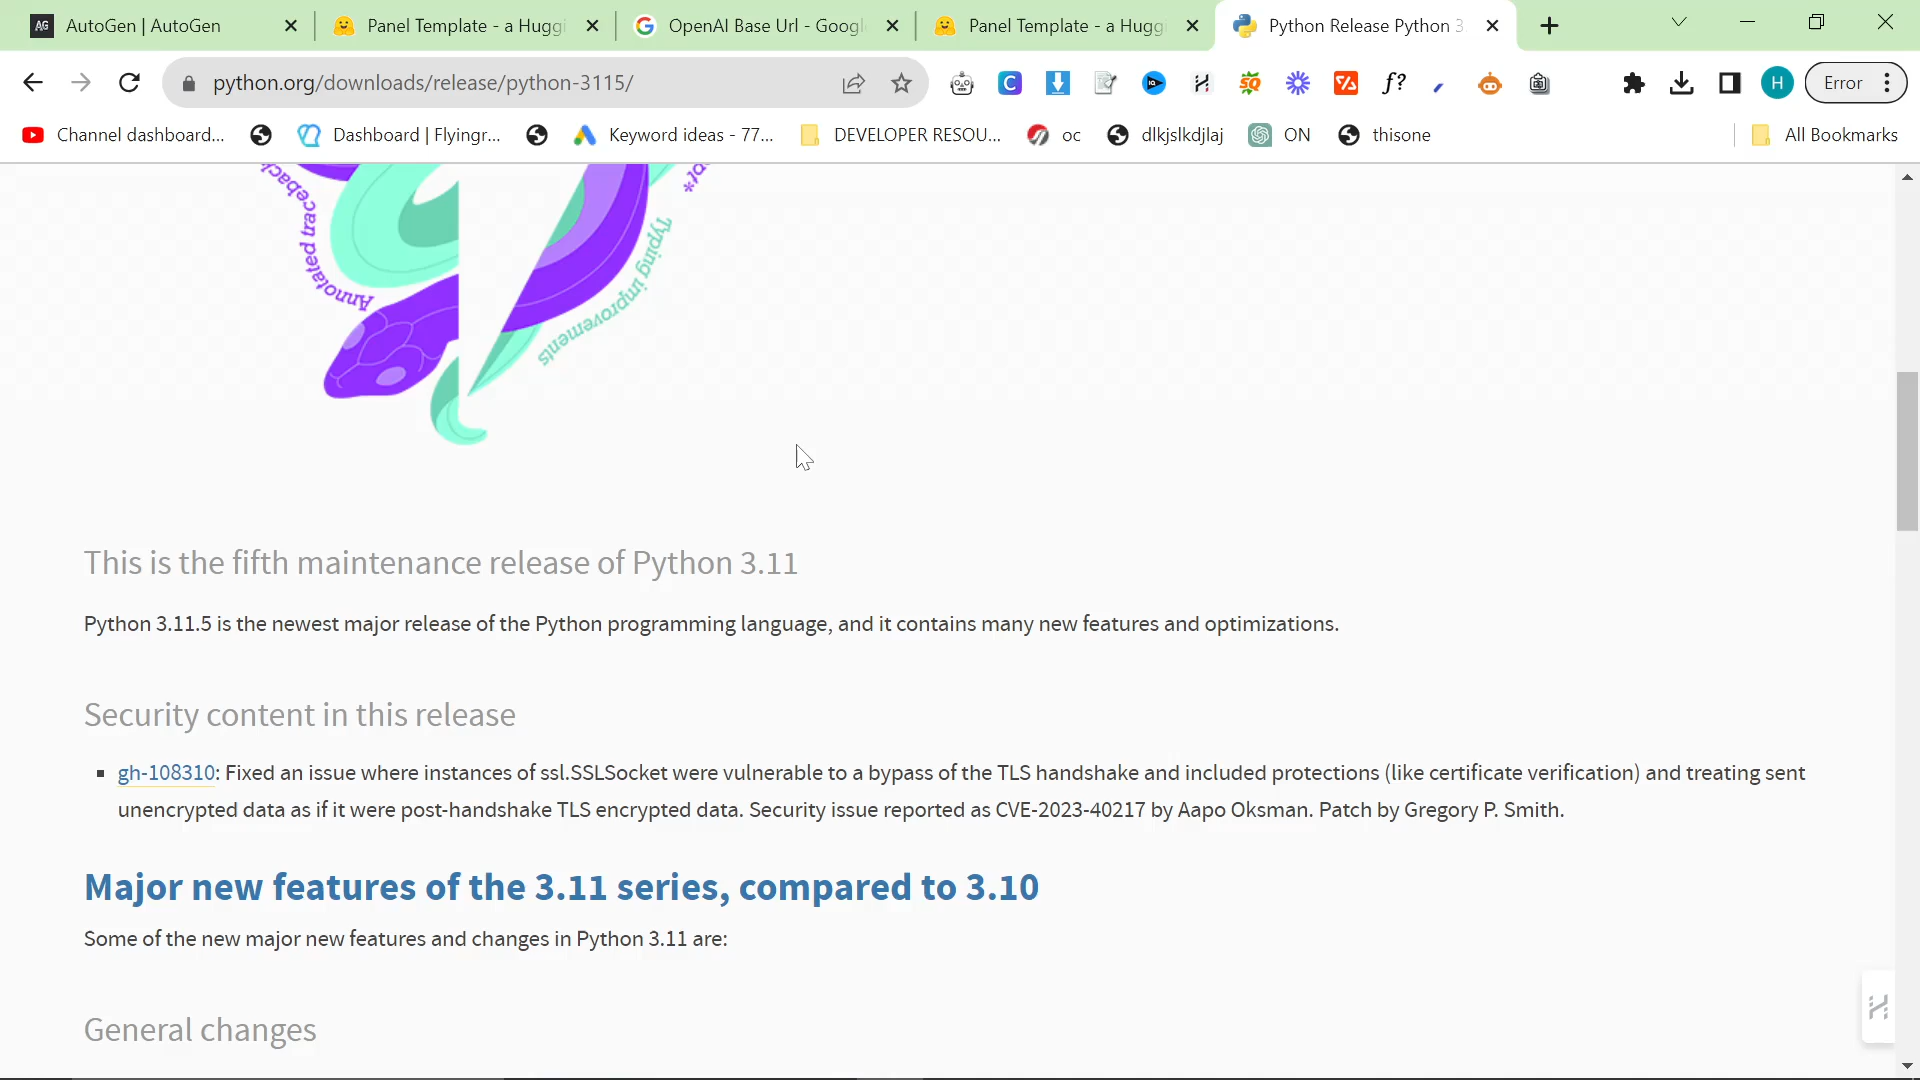 AG AutoGen | AutoGen
Panel Template - a Huggi
OpenAI Base Url - Googl
Panel Template - a Huggi
Python Release Python 3.
python.org/downloads/release/python-3115/
Error
Channel dashboard...
Dashboard | Flyingr...
Keyword ideas - 77...
DEVELOPER RESOU...
oc
dlkjslkdjlaj
ON
thisone
All Bookmarks
Annotated traceback
Typing improvements
or*
This is the fifth maintenance release of Python 3.11
Python 3.11.5 is the newest major release of the Python programming language, and it contains many new features and optimizations.
Security content in this release
gh-108310: Fixed an issue where instances of ssl.SSLSocket were vulnerable to a bypass of the TLS handshake and included protections (like certificate verification) and treating sent
unencrypted data as if it were post-handshake TLS encrypted data. Security issue reported as CVE-2023-40217 by Aapo Oksman. Patch by Gregory P. Smith.
Major new features of the 3.11 series, compared to 3.10
Some of the new major new features and changes in Python 3.11 are:
General changes